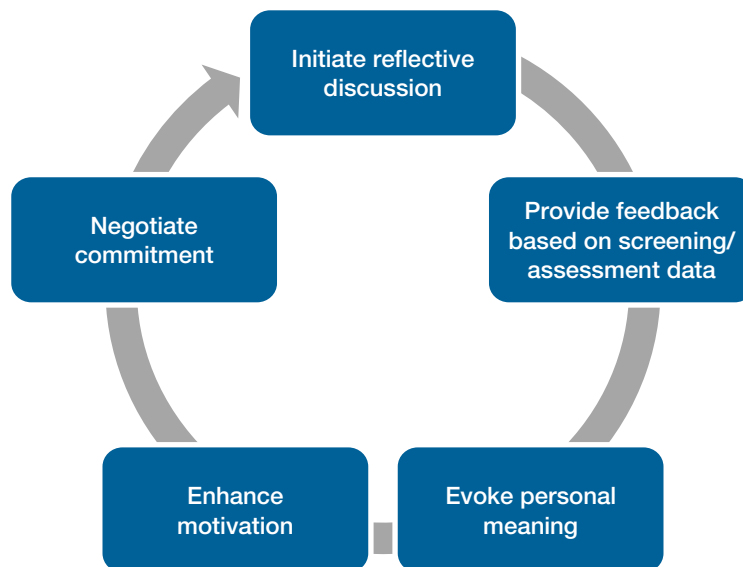 Initiate reflective
discussion
Provide feedback
based on screening/
assessment data
Evoke personal
meaning
Enhance
motivation
Negotiate
commitment